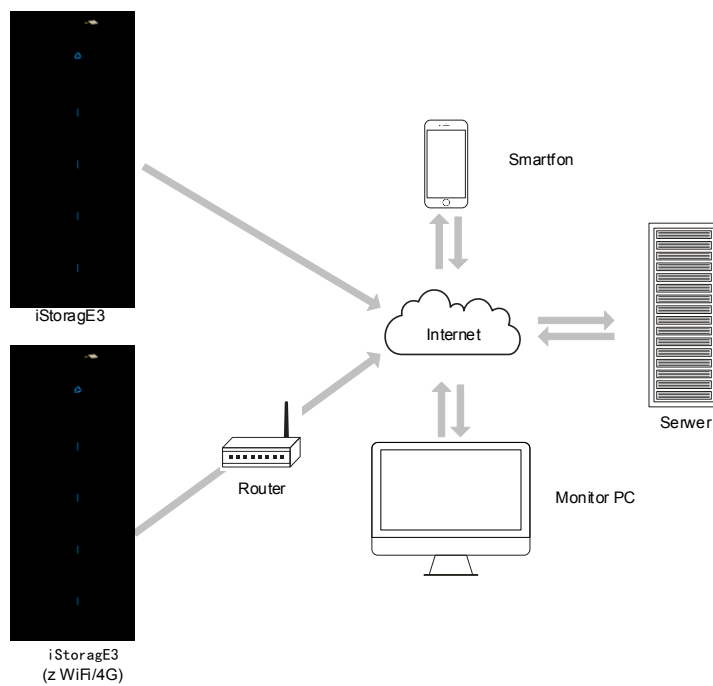 Smartfon
iStoragE3
Internet
Serwer
Router
Monitor PC
iStoragE3
(z WiFi/4G)